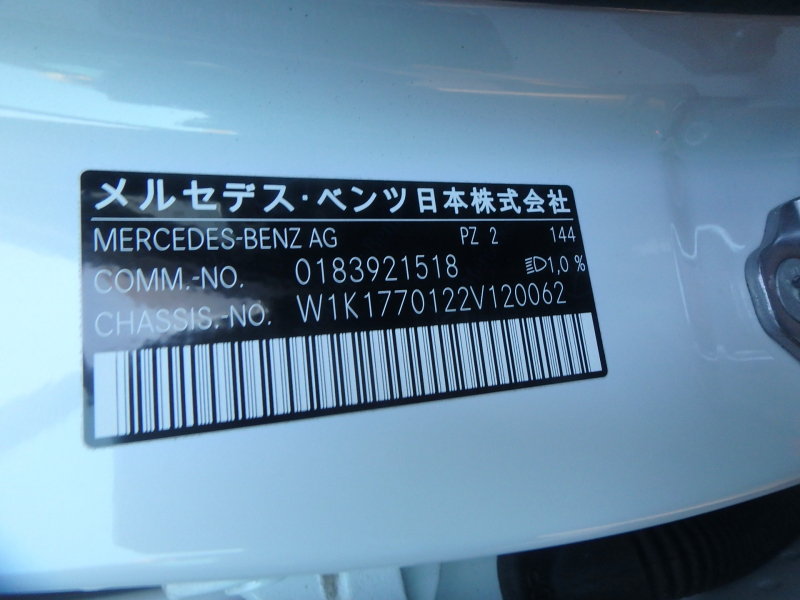 メルセデス・ベンツ日本株式会社
MERCEDES-BENZ AG PZ 2 144
COMM.-NO. 0183921518 1,0 %
CHASSIS.-NO. W1K1770122V120062